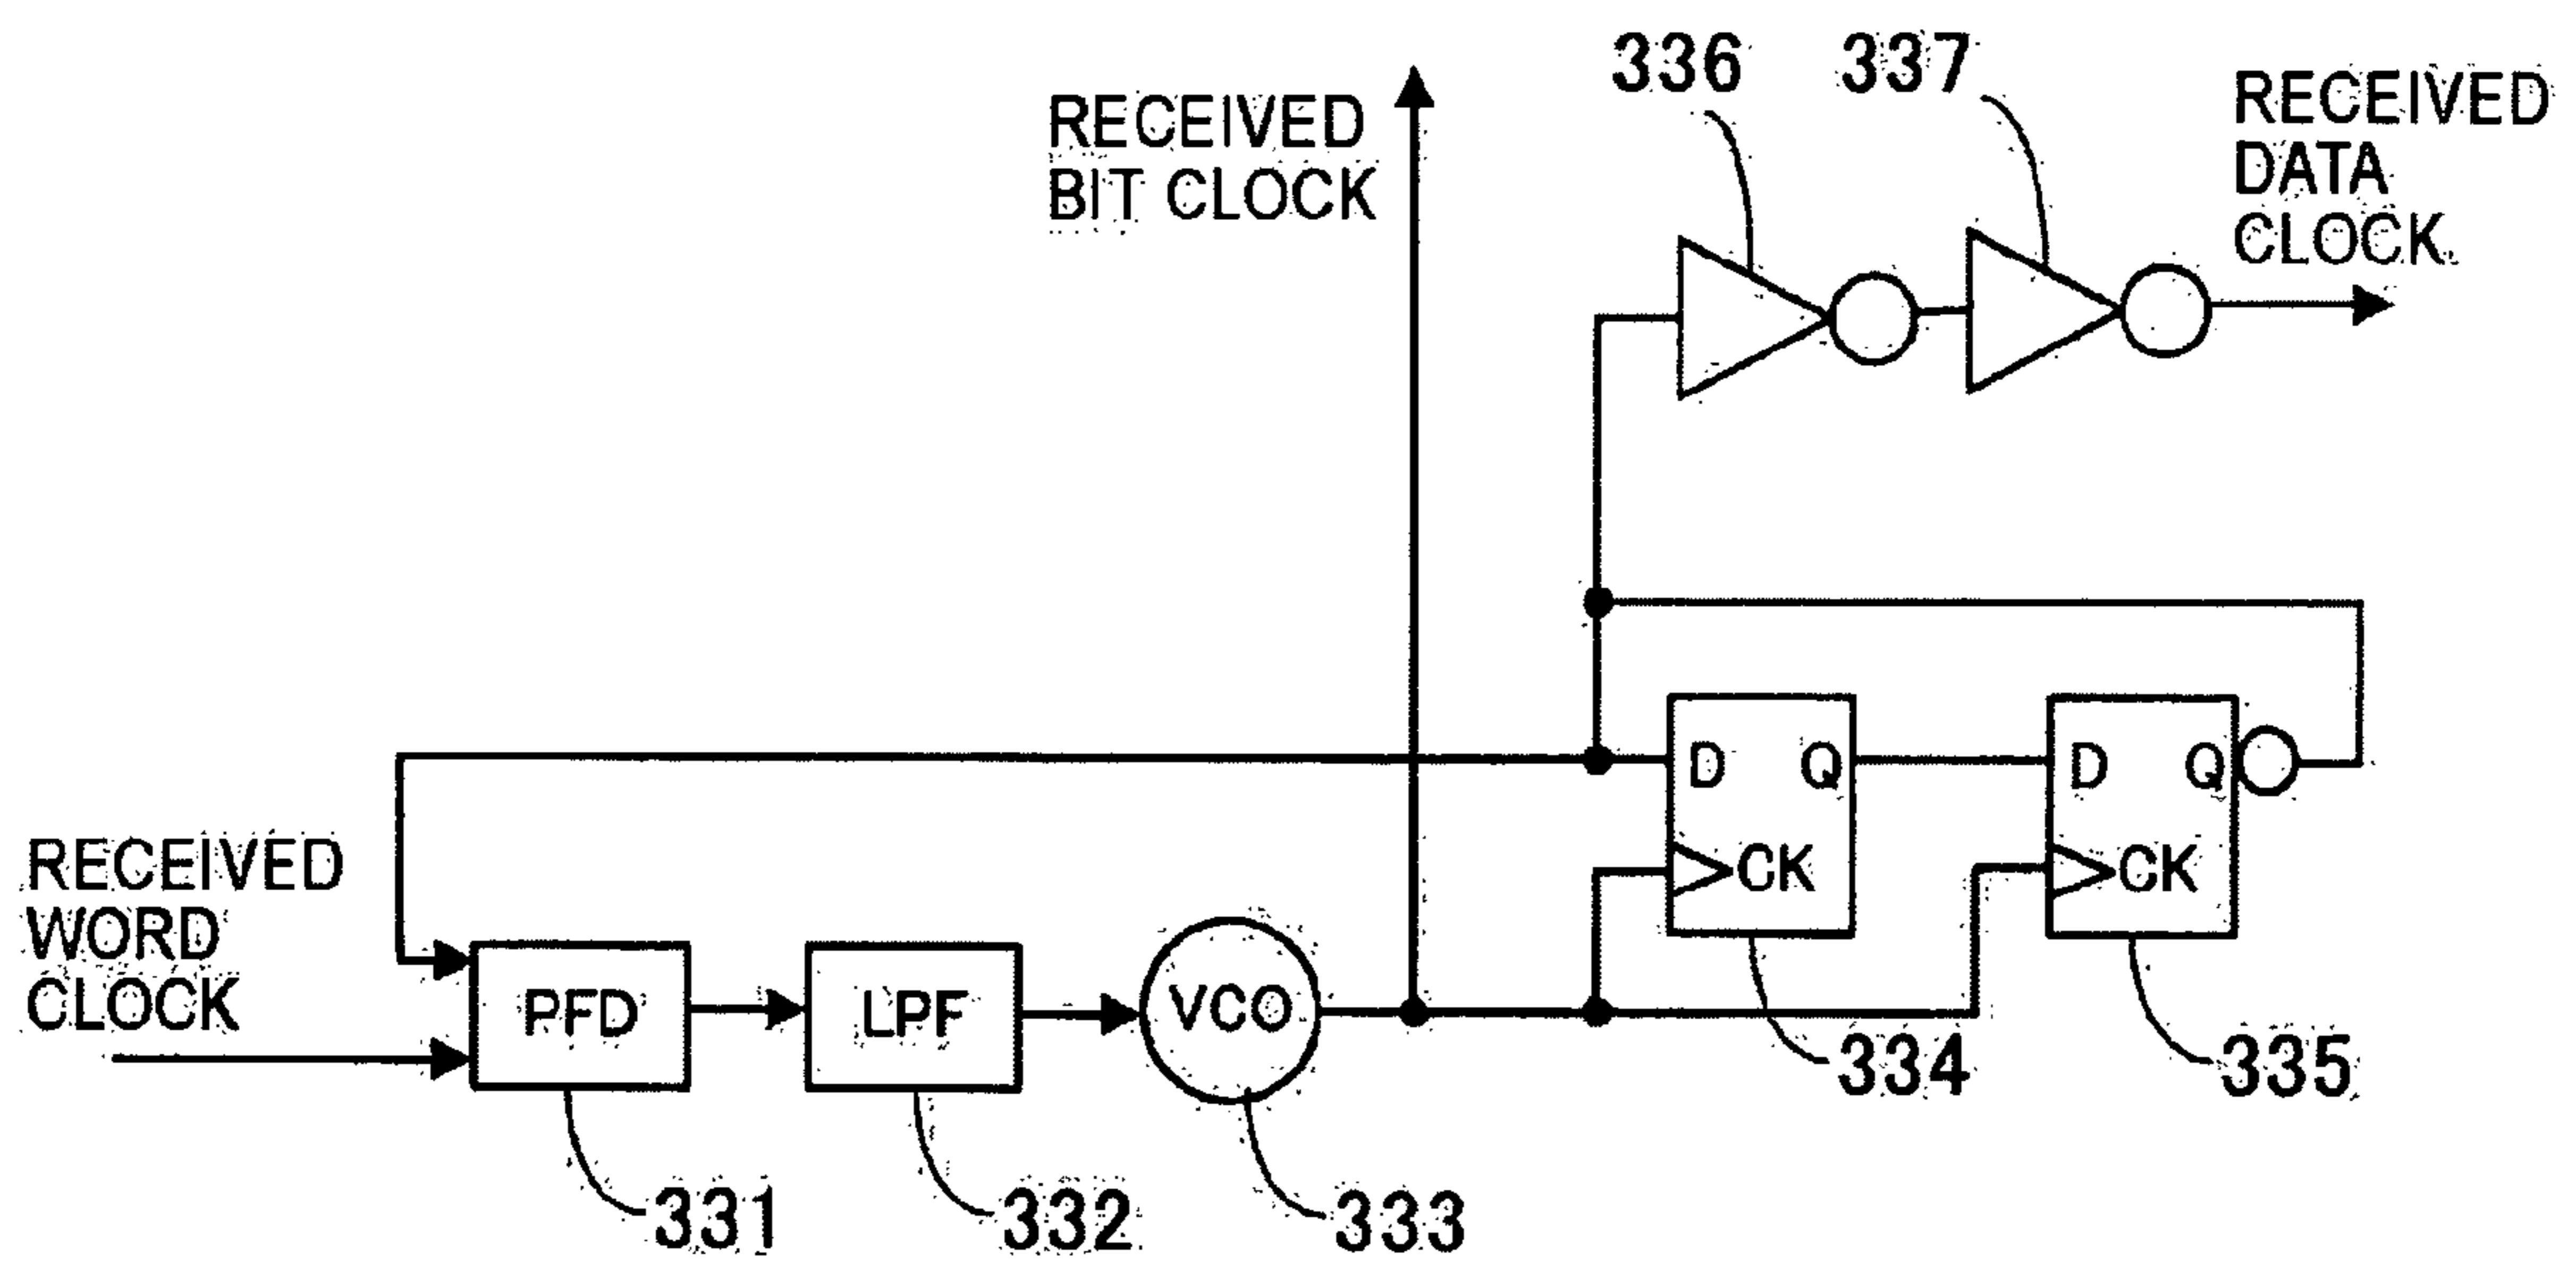 336
337
RECEIVED
DATA
CLOCK
RECEIVED
BIT CLOCK
D
Q
D
Q
CK
CK
RECEIVED
WORD
CLOCK
PFD
LPF
VCO
334
335
331
332
333